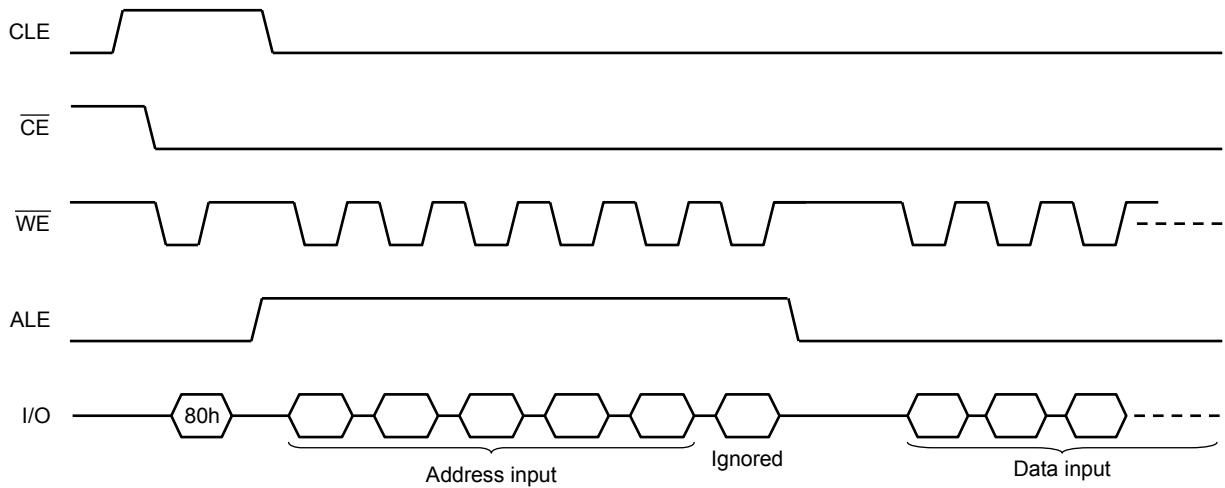 CLE
CE
WE
ALE
I/O
80h
Address input
Ignored
Data input